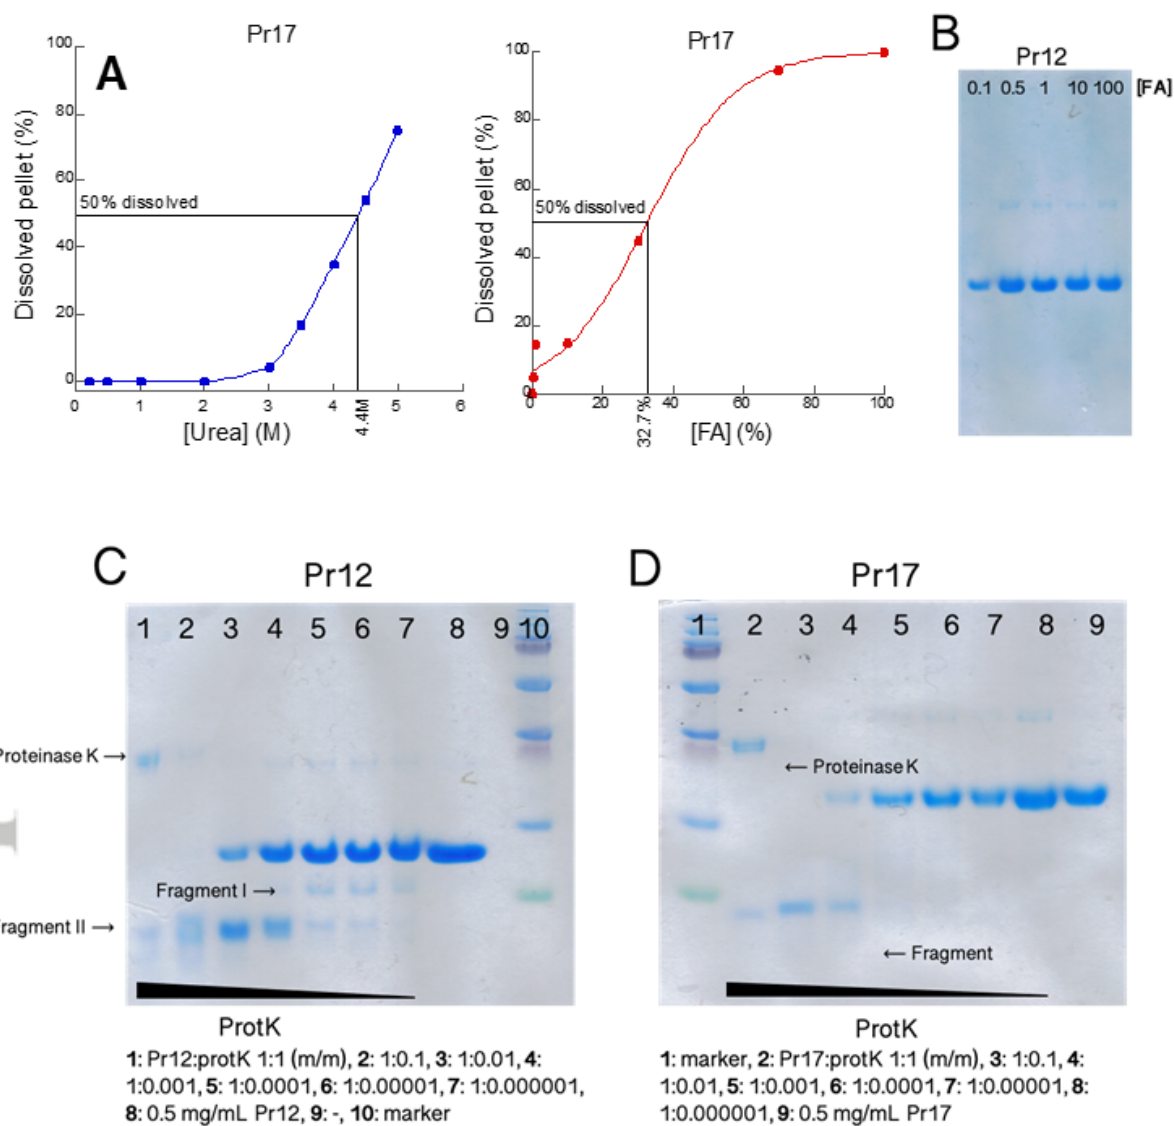 A
Pr17
Dissolved pellet (%)
100
80
60
40
20
0
50% dissolved
0 1 2 3 4 5 6
4.4M
[Urea] (M)
Pr17
Dissolved pellet (%)
100
80
60
40
20
0
50% dissolved
0 20 40 60 80 100
32.7%
[FA] (%)
B
Pr12
0.1 0.5 1 10 100 [FA]
C
Pr12
1 2 3 4 5 6 7 8 9 10
Proteinase K →
Fragment I →
ragment II →
ProtK
1: Pr12:protK 1:1 (m/m), 2: 1:0.1, 3: 1:0.01, 4:
1:0.001, 5: 1:0.0001, 6: 1:0.00001, 7: 1:0.000001,
8: 0.5 mg/mL Pr12, 9: -, 10: marker
D
Pr17
1 2 3 4 5 6 7 8 9
← Proteinase K
← Fragment
ProtK
1: marker, 2: Pr17:protK 1:1 (m/m), 3: 1:0.1, 4:
1:0.01, 5: 1:0.001, 6: 1:0.0001, 7: 1:0.00001, 8:
1:0.000001, 9: 0.5 mg/mL Pr17